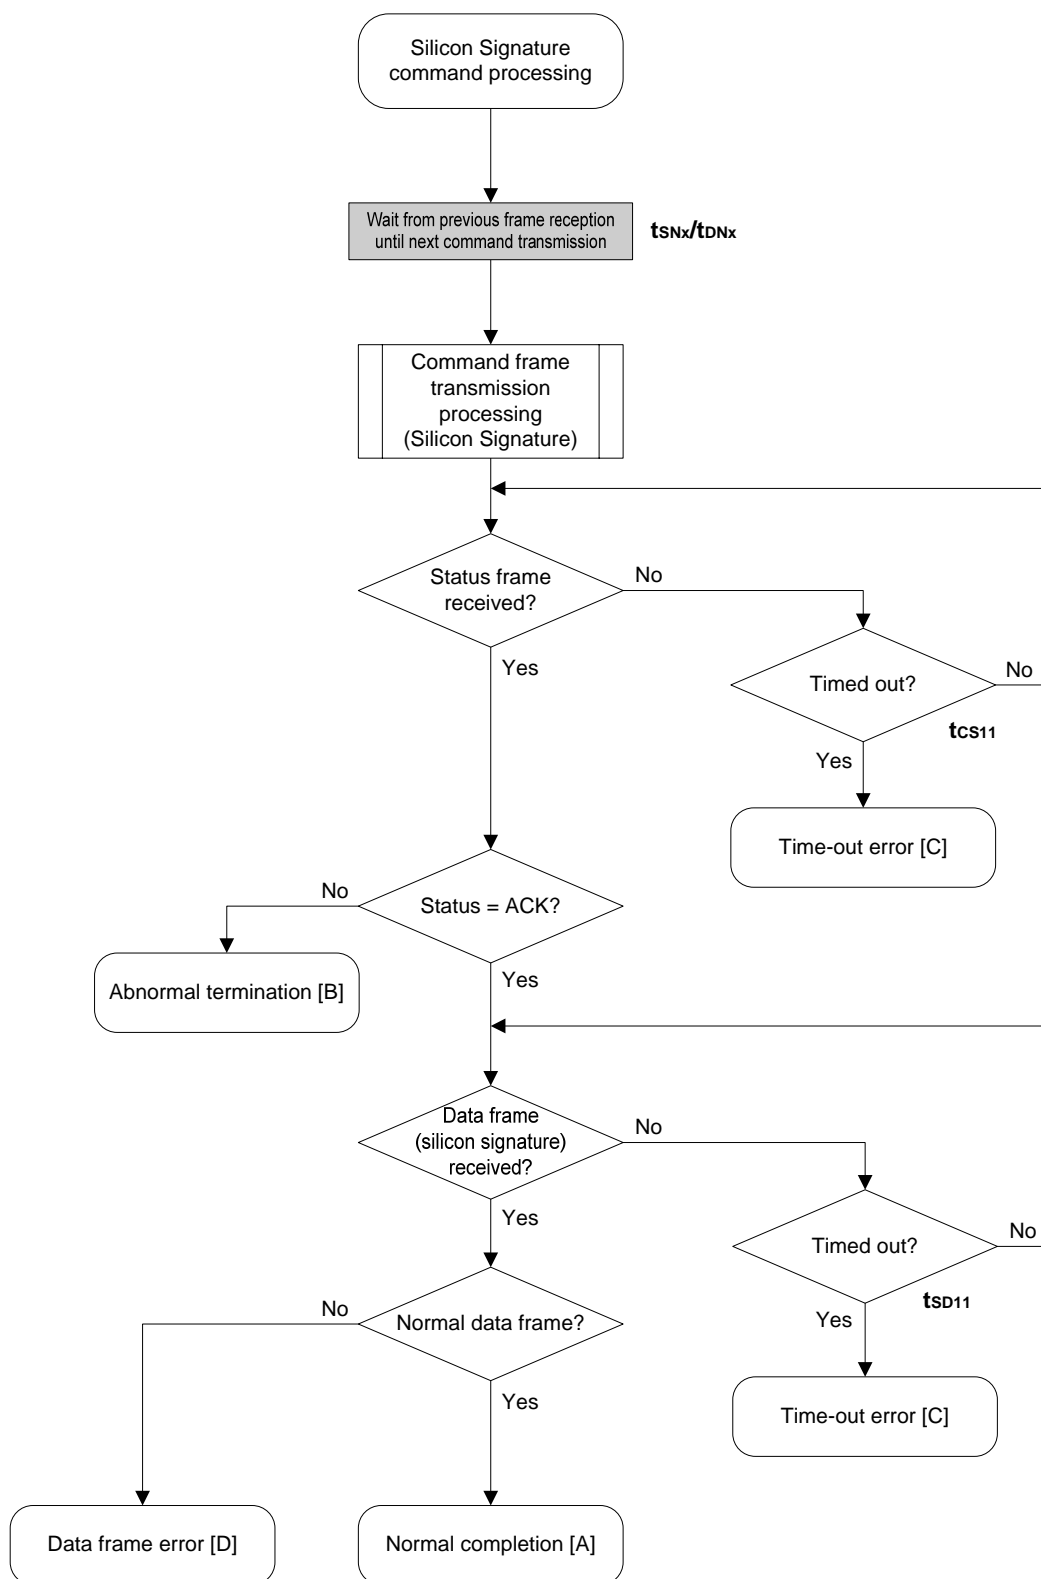 Silicon Signature
command processing
Wait from previous frame reception
until next command transmission
tSNx/tDNx
Command frame
transmission
processing
(Silicon Signature)
Status frame
received?
No
Yes
Timed out?
No
tCS11
Yes
Time-out error [C]
Status = ACK?
No
Abnormal termination [B]
Yes
Data frame
(silicon signature)
received?
No
Yes
Timed out?
No
tSD11
Yes
Time-out error [C]
Normal data frame?
No
Yes
Data frame error [D]
Normal completion [A]